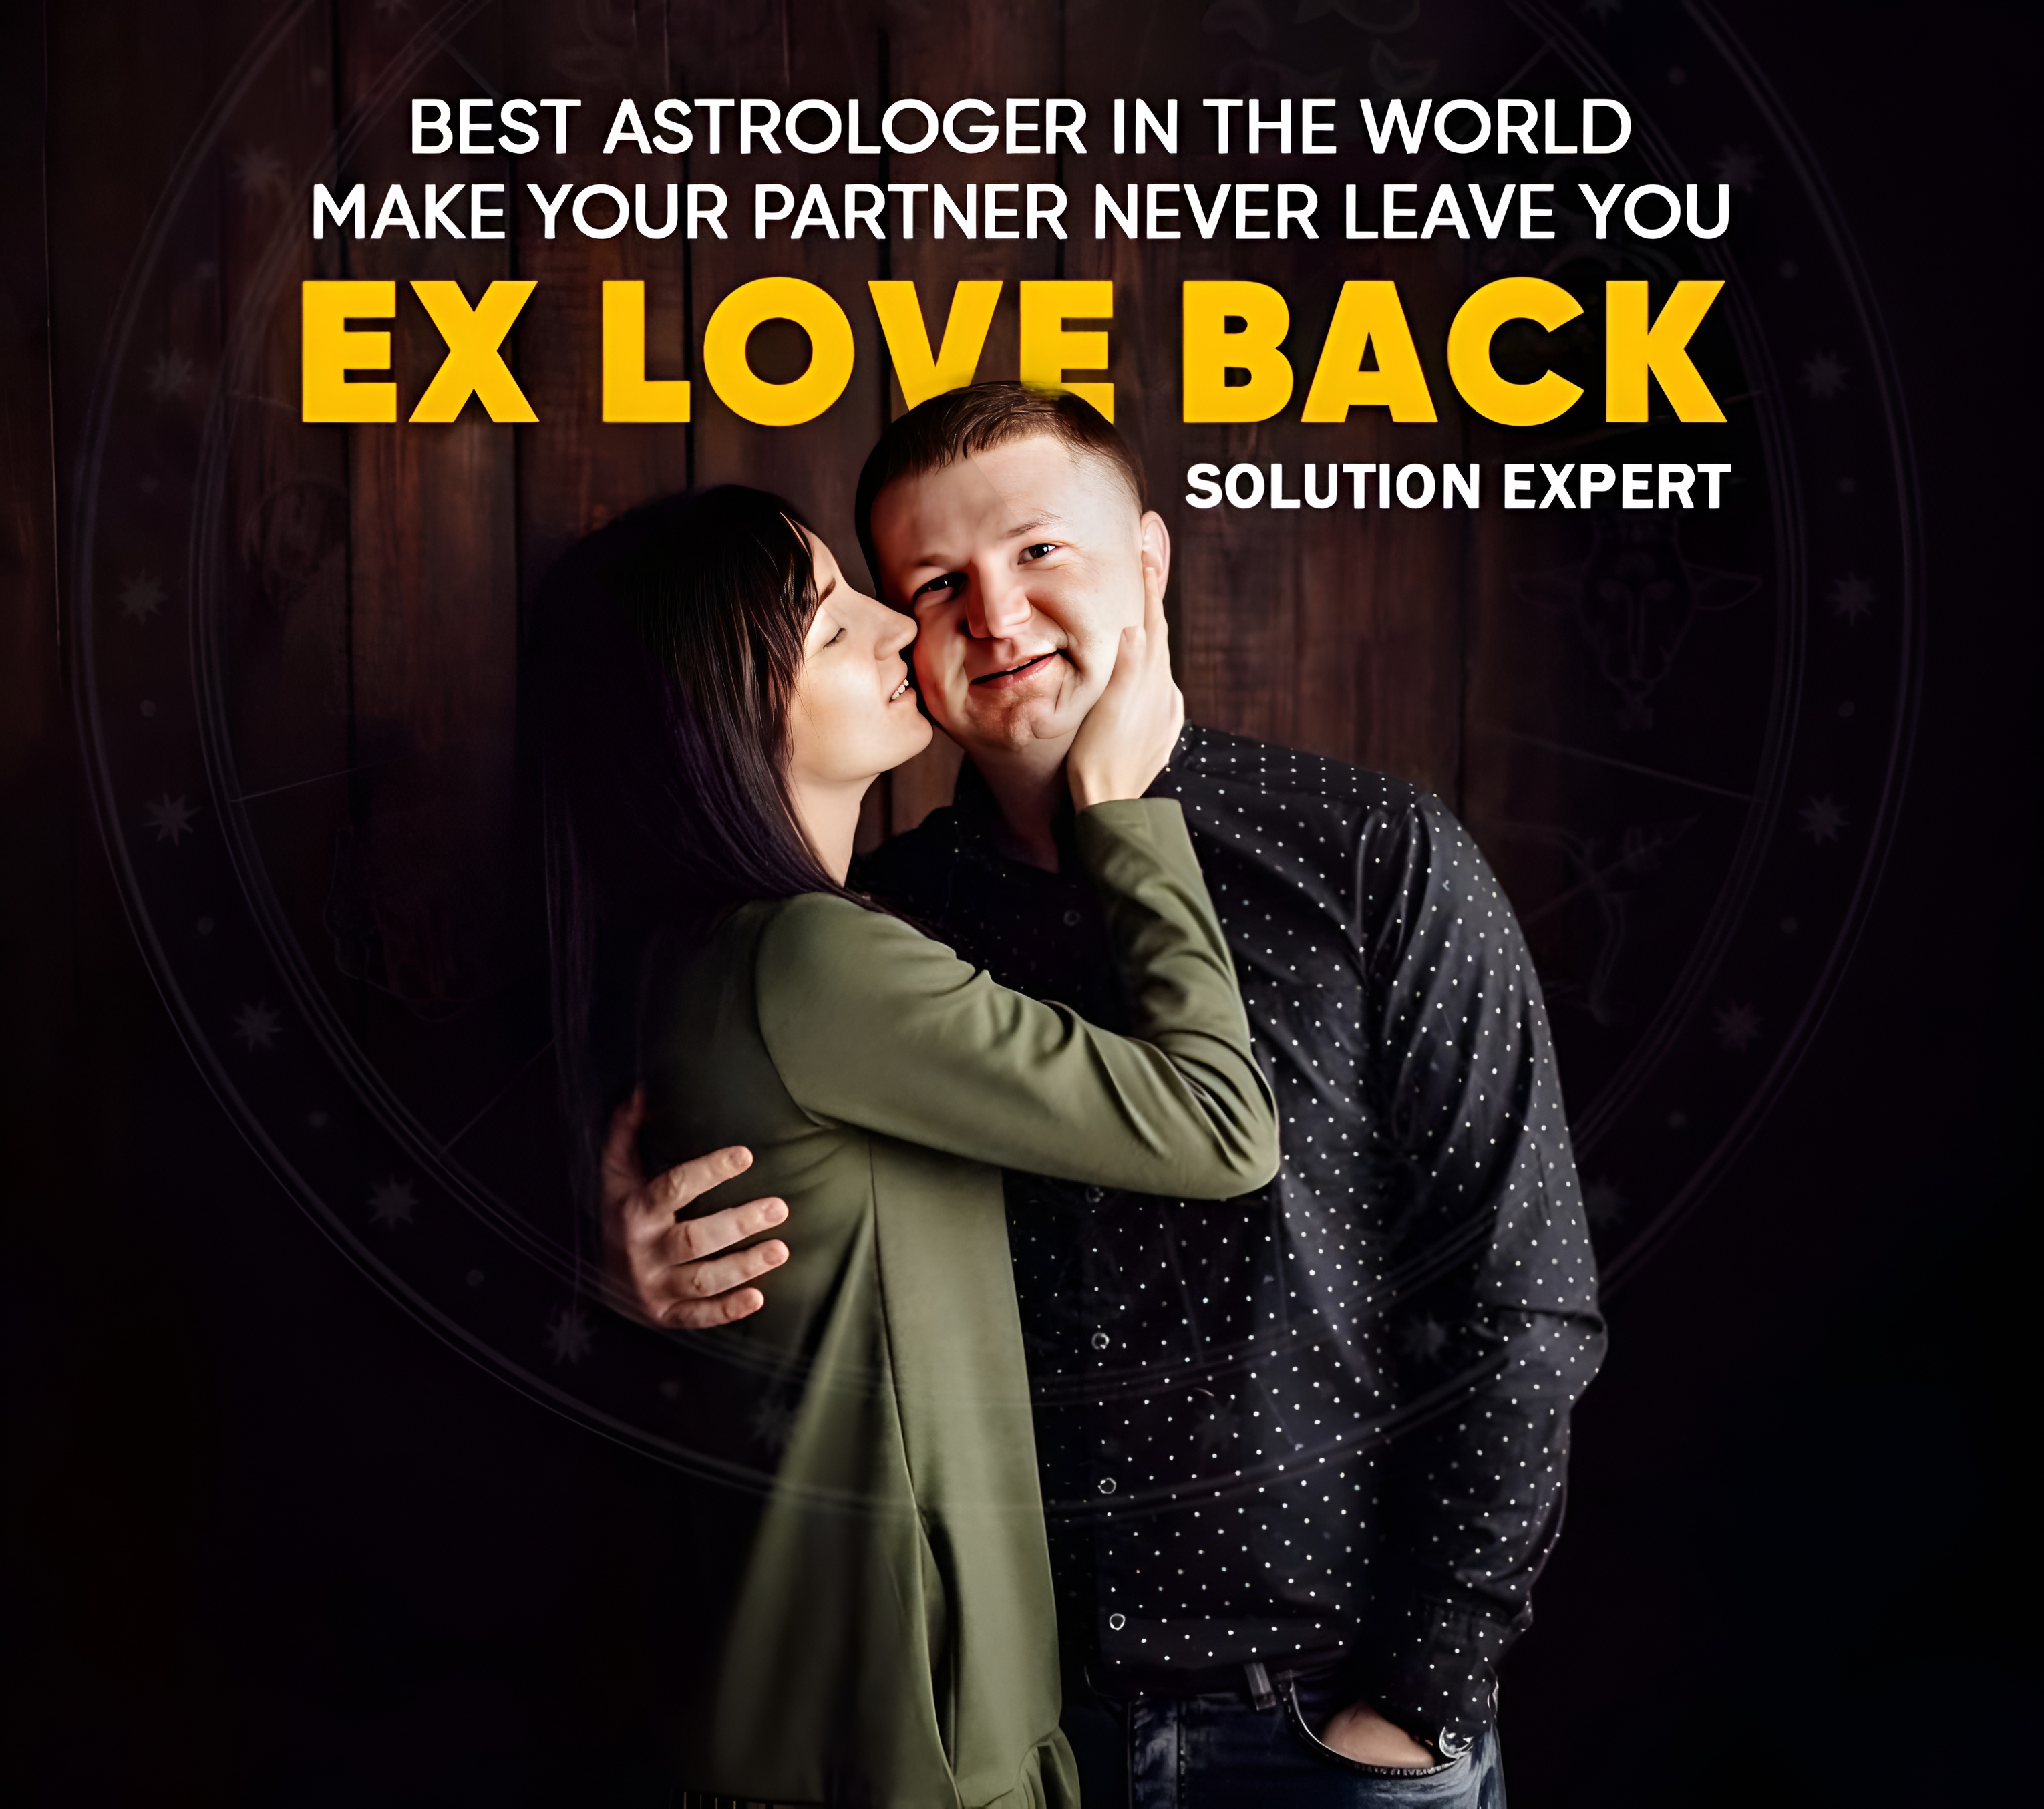 BEST ASTROLOGER IN THE WORLD
MAKE YOUR PARTNER NEVER LEAVE YOU
EX LOVE BACK
SOLUTION EXPERT